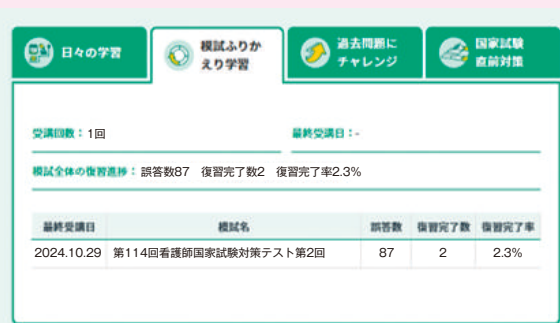 日々の学習
模試ふりか
えり学習
過去問題に
チャレンジ
国家試験
直前対策
受講回数：1回
最終受講日：-
模試全体の復習進捗：誤答数87　復習完了数2　復習完了率2.3%
最終受講日　模試名　誤答数　復習完了数　復習完了率
2024.10.29　第114回看護師国家試験対策テスト第2回　87　2　2.3%